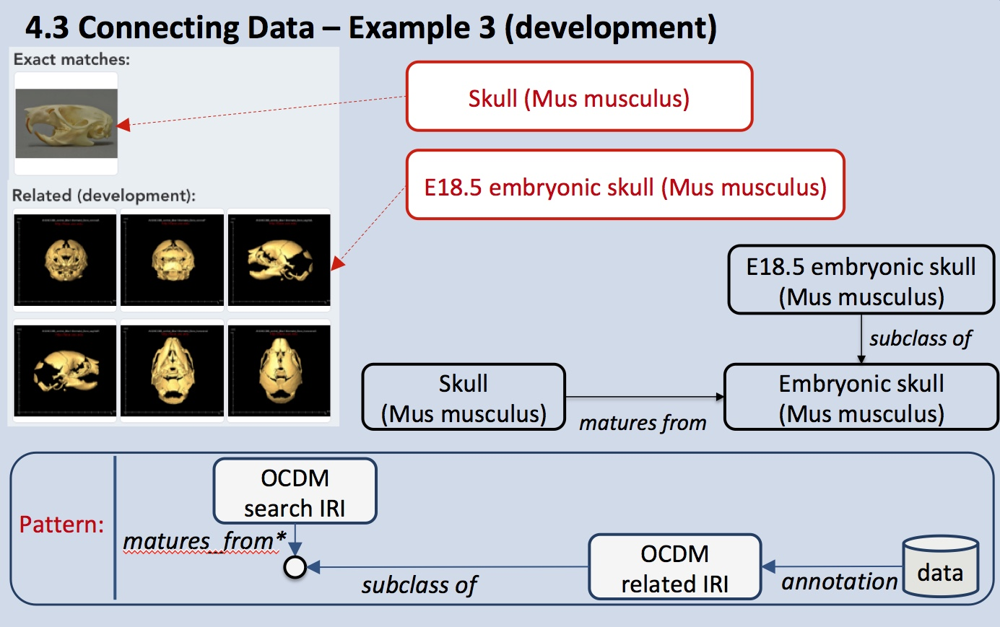 4.3 Connecting Data – Example 3 (development)
Exact matches:
Skull (Mus musculus)
E18.5 embryonic skull (Mus musculus)
Related (development):
E18.5 embryonic skull
(Mus musculus)
subclass of
Skull
(Mus musculus)
matures from
Embryonic skull
(Mus musculus)
Pattern:
OCDM
search IRI
matures_from*
subclass of
OCDM
related IRI
annotation
data